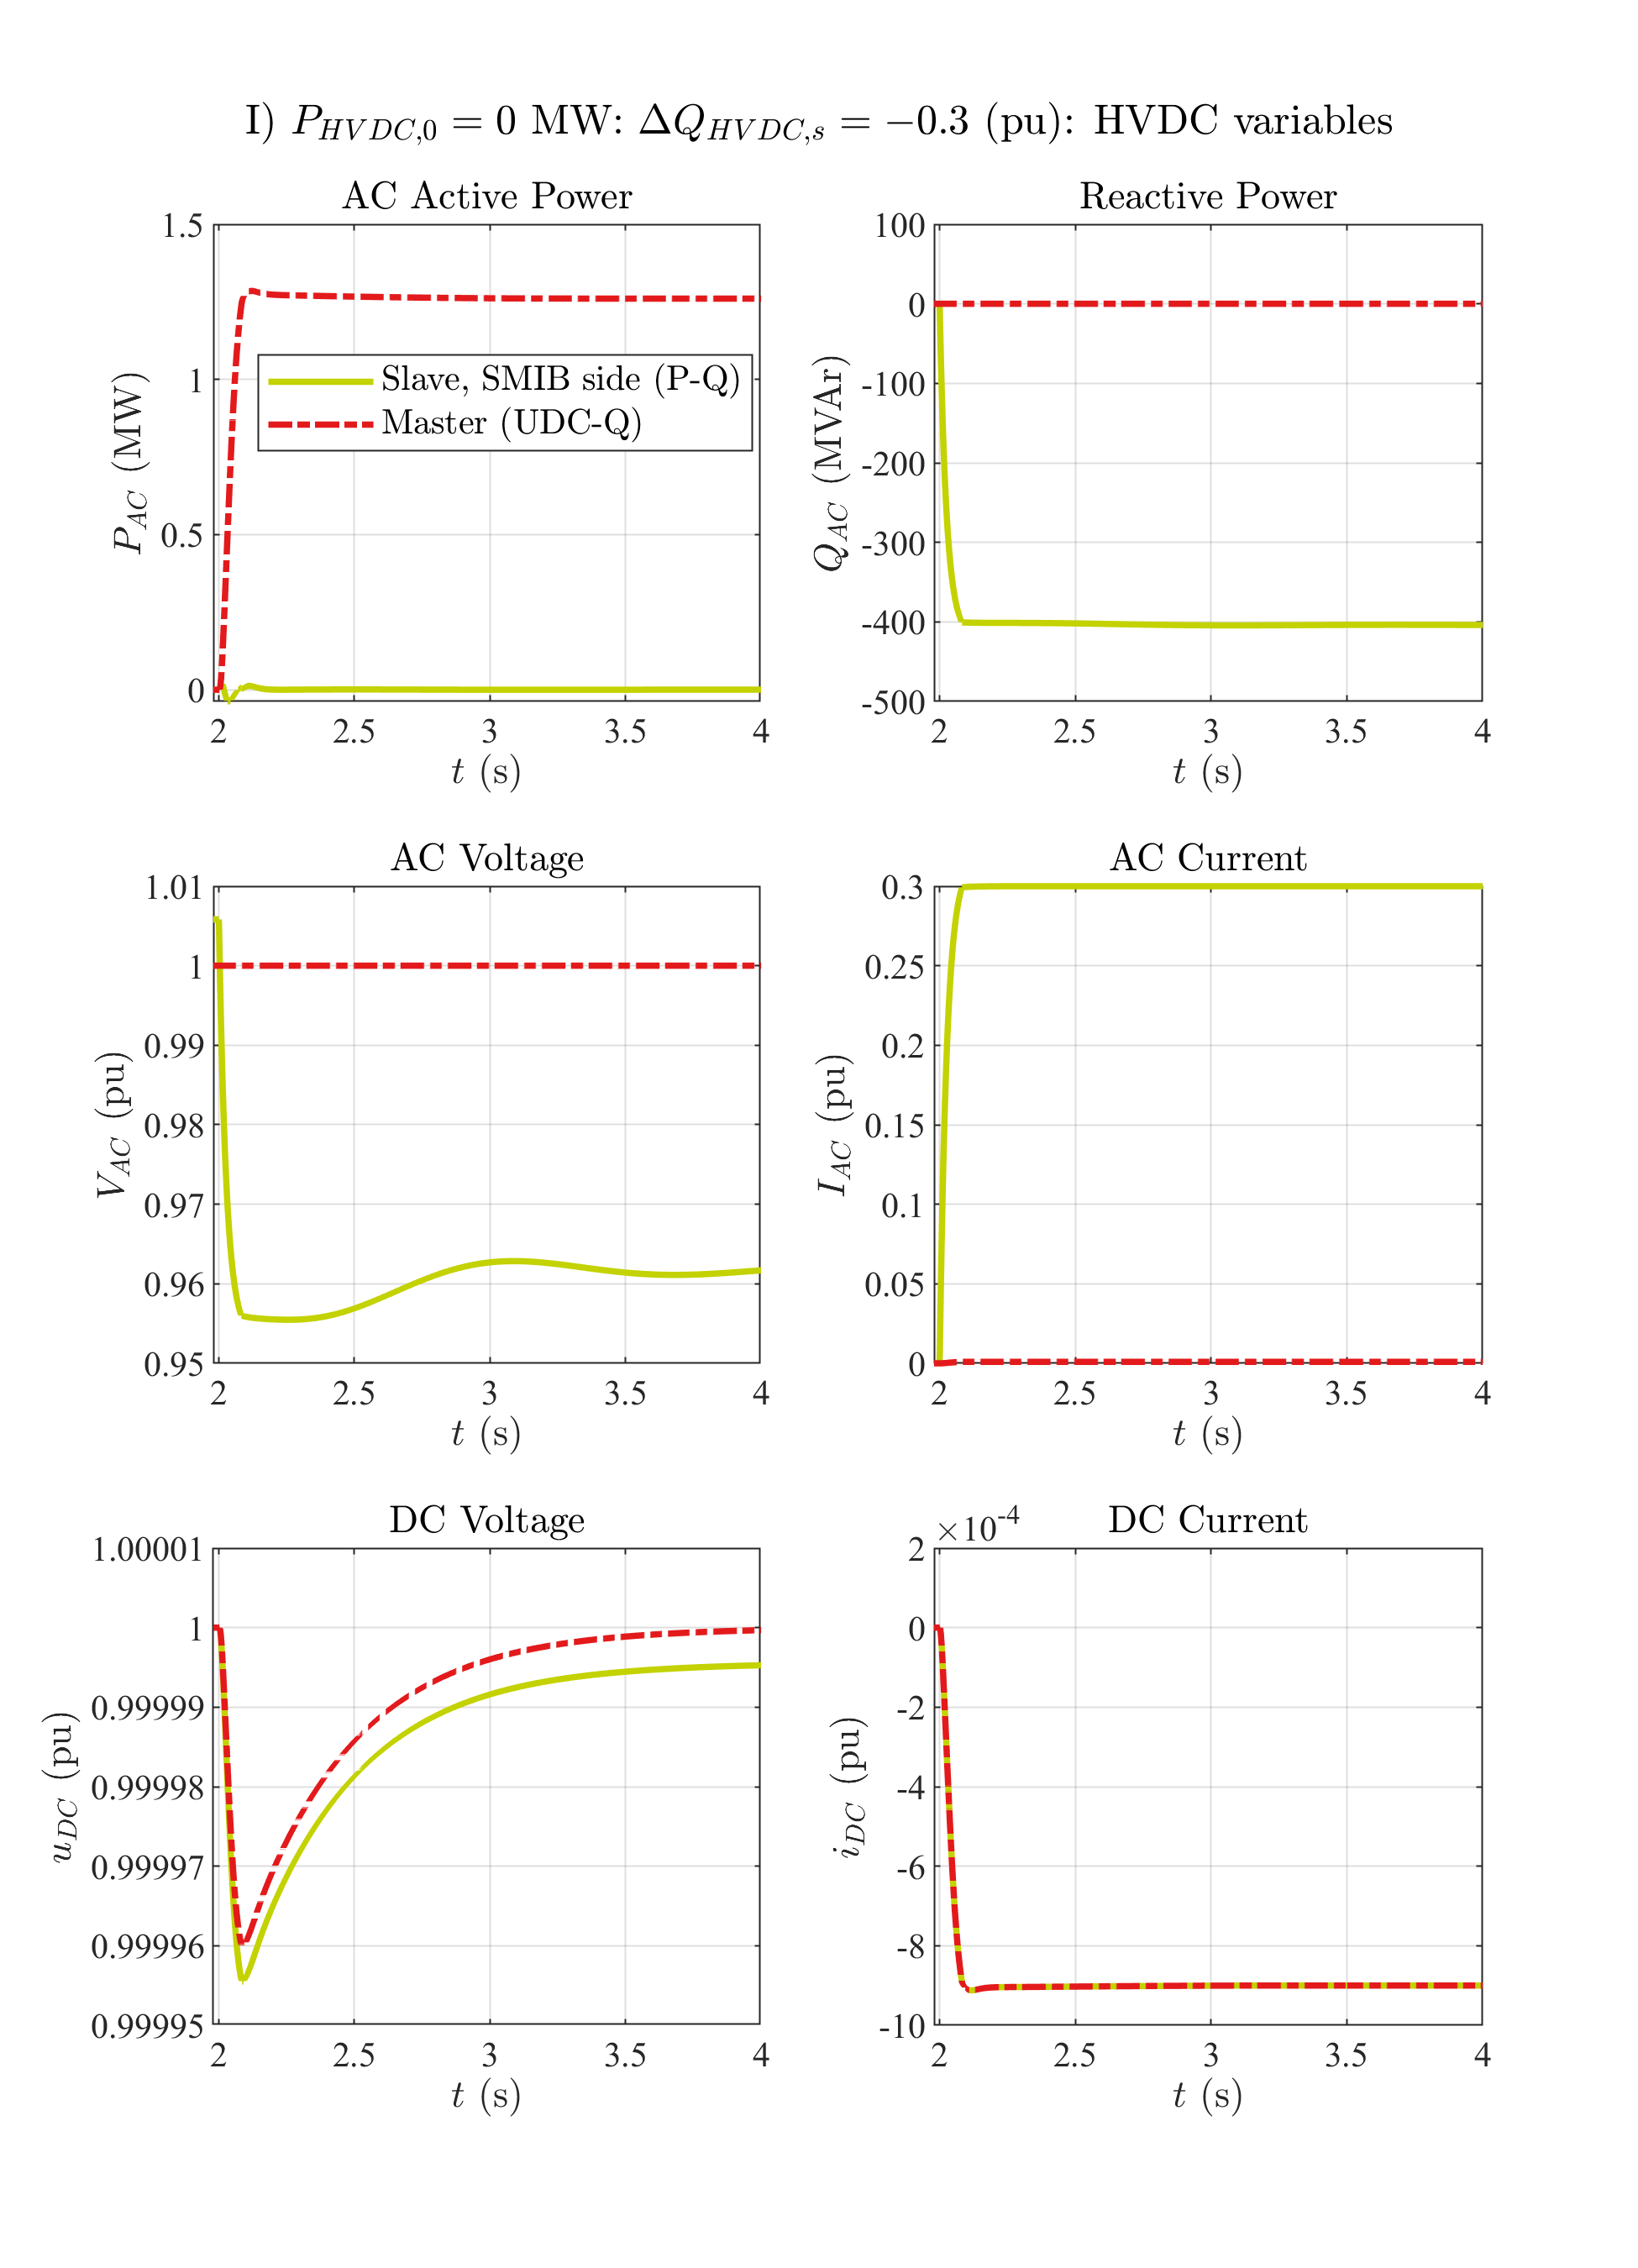 I) P_{HVDC,0} = 0 MW: ΔQ_{HVDC,s} = −0.3 (pu): HVDC variables
AC Active Power
1.5
1
0.5
0
P_{AC} (MW)
Slave, SMIB side (P-Q)
Master (UDC-Q)
2 2.5 3 3.5 4
t (s)
Reactive Power
100
0
-100
-200
-300
-400
-500
Q_{AC} (MVAr)
2 2.5 3 3.5 4
t (s)
AC Voltage
1.01
1
0.99
0.98
0.97
0.96
0.95
V_{AC} (pu)
2 2.5 3 3.5 4
t (s)
AC Current
0.3
0.25
0.2
0.15
0.1
0.05
0
I_{AC} (pu)
2 2.5 3 3.5 4
t (s)
DC Voltage
1.00001
1
0.99999
0.99998
0.99997
0.99996
0.99995
u_{DC} (pu)
2 2.5 3 3.5 4
t (s)
DC Current
×10^{-4}
2
0
-2
-4
-6
-8
-10
i_{DC} (pu)
2 2.5 3 3.5 4
t (s)